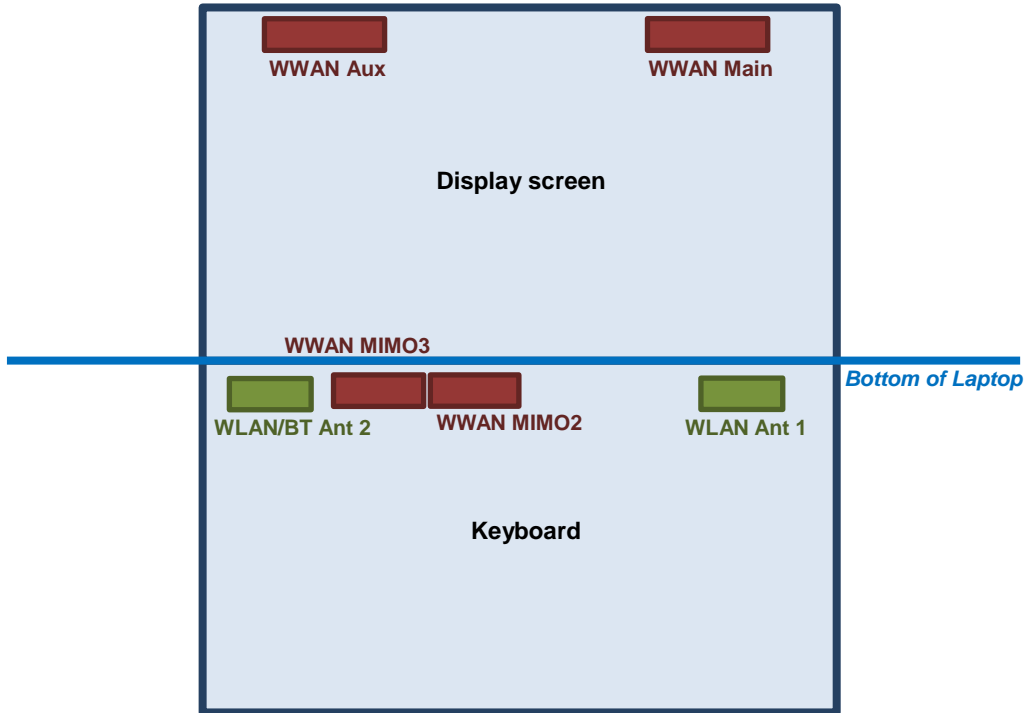 WWAN Aux
WWAN Main
Display screen
WWAN MIMO3
Bottom of Laptop
WLAN/BT Ant 2
WWAN MIMO2
WLAN Ant 1
Keyboard